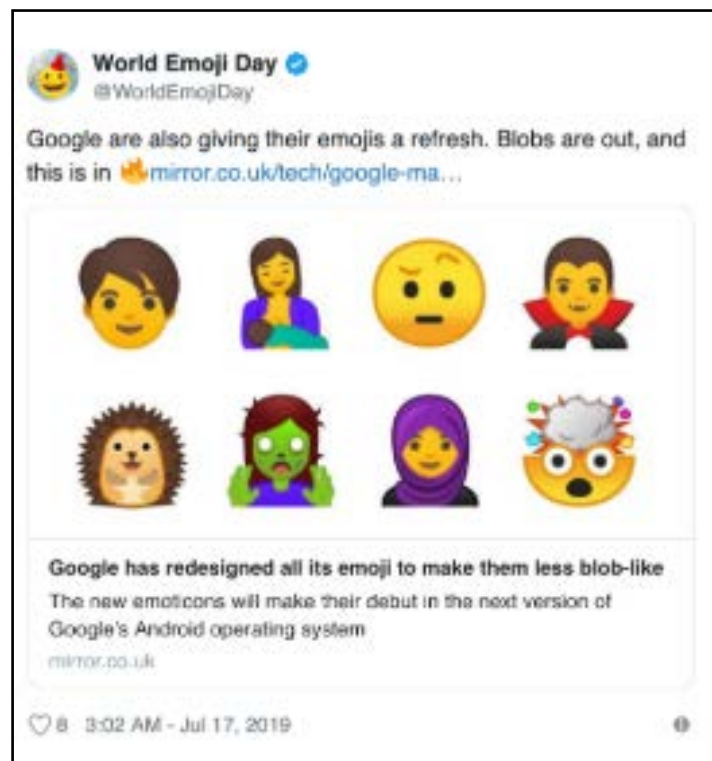 World Emoji Day
@WorldEmojiDay
Google are also giving their emojis a refresh. Blobs are out, and
this is in 🔥mirror.co.uk/tech/google-ma…
Google has redesigned all its emoji to make them less blob-like
The new emoticons will make their debut in the next version of
Google's Android operating system
mirror.co.uk
8 3:02 AM - Jul 17, 2019